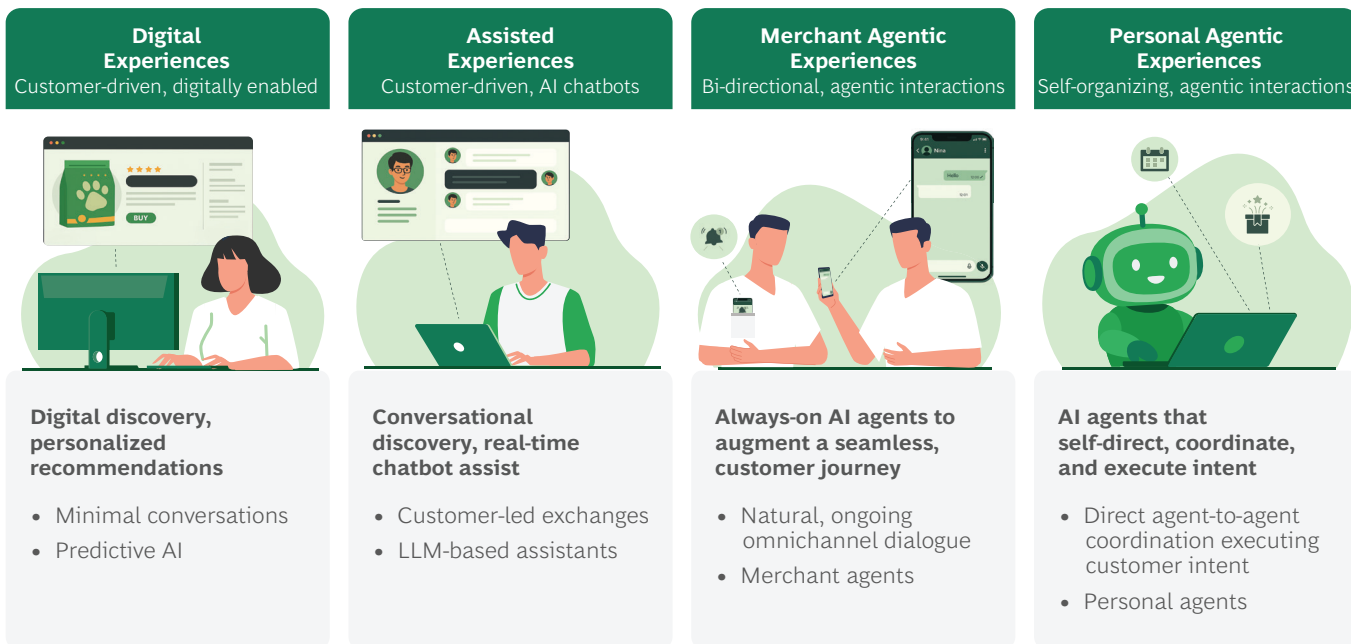 Digital
Experiences
Customer-driven, digitally enabled
BUY
Digital discovery,
personalized
recommendations
• Minimal conversations
• Predictive AI
Assisted
Experiences
Customer-driven, AI chatbots
Conversational
discovery, real-time
chatbot assist
• Customer-led exchanges
• LLM-based assistants
Merchant Agentic
Experiences
Bi-directional, agentic interactions
Nina
Hello
Always-on AI agents to
augment a seamless,
customer journey
• Natural, ongoing
omnichannel dialogue
• Merchant agents
Personal Agentic
Experiences
Self-organizing, agentic interactions
AI agents that
self-direct, coordinate,
and execute intent
• Direct agent-to-agent
coordination executing
customer intent
• Personal agents